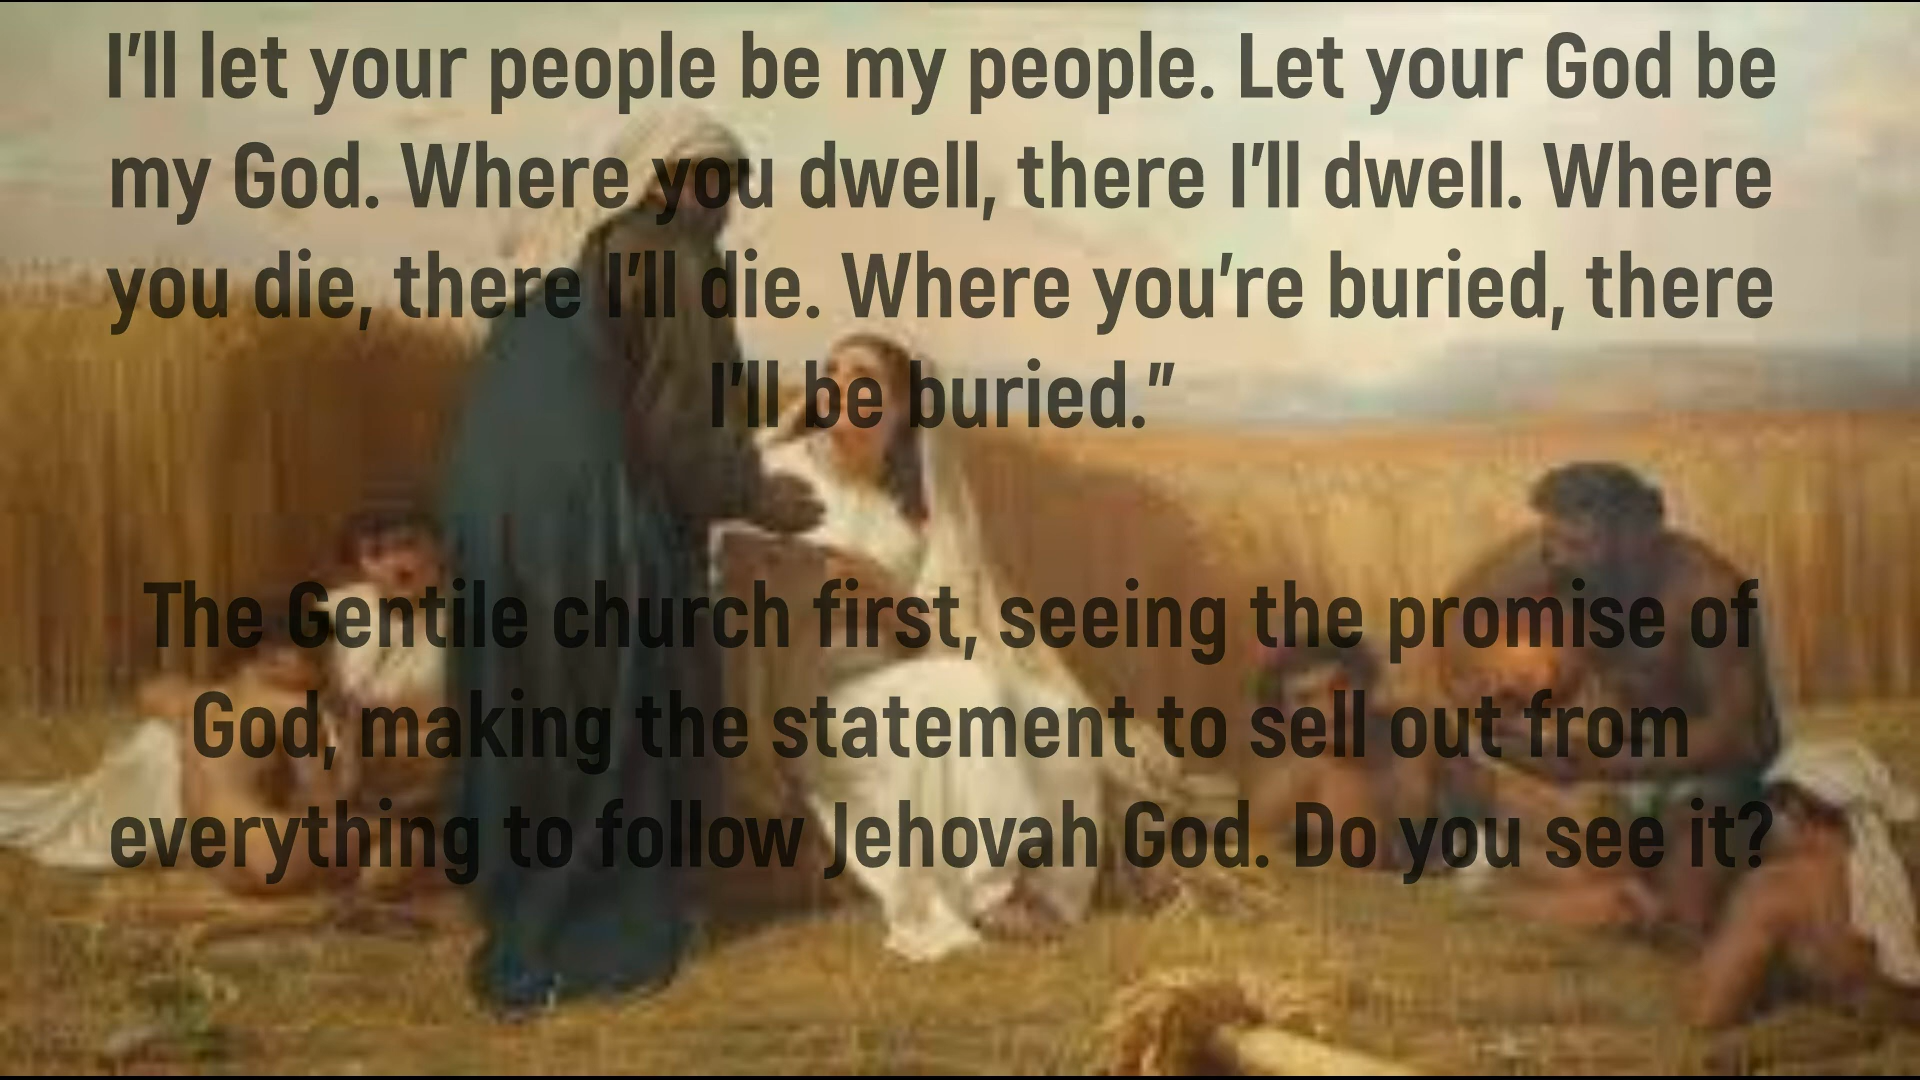 I’ll let your people be my people. Let your God be
my God. Where you dwell, there I’ll dwell. Where
you die, there I’ll die. Where you’re buried, there
I’ll be buried.”
The Gentile church first, seeing the promise of
God, making the statement to sell out from
everything to follow Jehovah God. Do you see it?